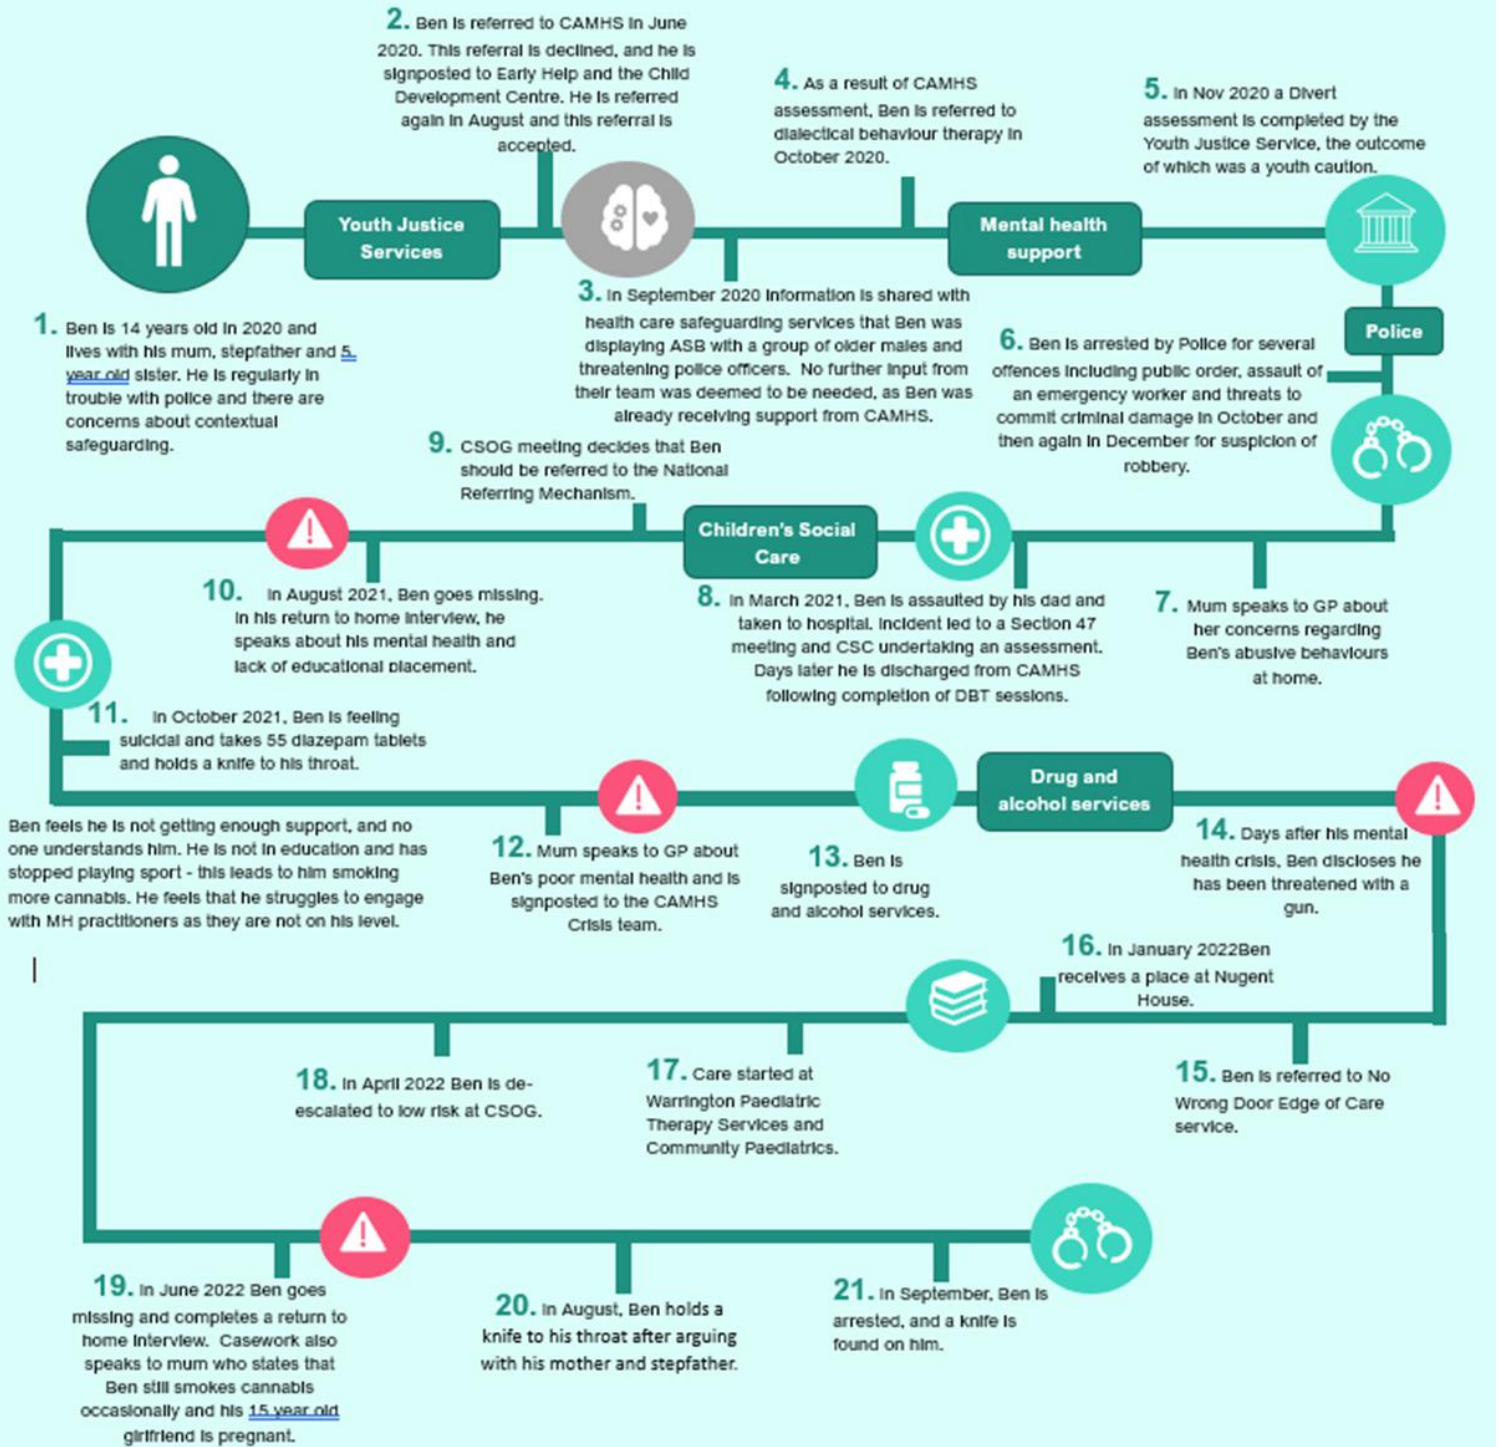 2. Ben is referred to CAMHS in June
2020. This referral is declined, and he is
signposted to Early Help and the Child
Development Centre. He is referred
again in August and this referral is
accepted.
4. As a result of CAMHS
assessment, Ben is referred to
dialectical behaviour therapy in
October 2020.
5. In Nov 2020 a Divert
assessment is completed by the
Youth Justice Service, the outcome
of which was a youth caution.
Youth Justice
Services
Mental health
support
1. Ben is 14 years old in 2020 and
lives with his mum, stepfather and 5
year old sister. He is regularly in
trouble with police and there are
concerns about contextual
safeguarding.
3. In September 2020 information is shared with
health care safeguarding services that Ben was
displaying ASB with a group of older males and
threatening police officers.  No further input from
their team was deemed to be needed, as Ben was
already receiving support from CAMHS.
Police
6. Ben is arrested by Police for several
offences including public order, assault of
an emergency worker and threats to
commit criminal damage in October and
then again in December for suspicion of
robbery.
9. CSOG meeting decides that Ben
should be referred to the National
Referring Mechanism.
Children's Social
Care
10. In August 2021, Ben goes missing.
In his return to home interview, he
speaks about his mental health and
lack of educational placement.
8. In March 2021, Ben is assaulted by his dad and
taken to hospital. Incident led to a Section 47
meeting and CSC undertaking an assessment.
Days later he is discharged from CAMHS
following completion of DBT sessions.
7. Mum speaks to GP about
her concerns regarding
Ben's abusive behaviours
at home.
11. In October 2021, Ben is feeling
suicidal and takes 55 diazepam tablets
and holds a knife to his throat.
Ben feels he is not getting enough support, and no
one understands him. He is not in education and has
stopped playing sport - this leads to him smoking
more cannabis. He feels that he struggles to engage
with MH practitioners as they are not on his level.
Drug and
alcohol services
12. Mum speaks to GP about
Ben's poor mental health and is
signposted to the CAMHS
Crisis team.
13. Ben is
signposted to drug
and alcohol services.
14. Days after his mental
health crisis, Ben discloses he
has been threatened with a
gun.
16. In January 2022Ben
receives a place at Nugent
House.
18. In April 2022 Ben is de-
escalated to low risk at CSOG.
17. Care started at
Warrington Paediatric
Therapy Services and
Community Paediatrics.
15. Ben is referred to No
Wrong Door Edge of Care
service.
19. In June 2022 Ben goes
missing and completes a return to
home interview.  Casework also
speaks to mum who states that
Ben still smokes cannabis
occasionally and his 15 year old
girlfriend is pregnant.
20. In August, Ben holds a
knife to his throat after arguing
with his mother and stepfather.
21. In September, Ben is
arrested, and a knife is
found on him.